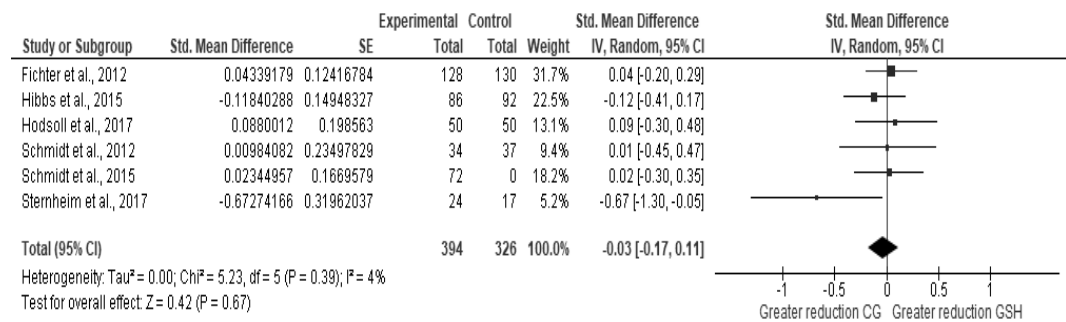 Experimental Control Std. Mean Difference Std. Mean Difference
Study or Subgroup Std. Mean Difference SE Total Total Weight IV, Random, 95% CI IV, Random, 95% CI
Fichter et al., 2012 0.04339179 0.12416784 128 130 31.7% 0.04 [-0.20, 0.29]
Hibbs et al., 2015 -0.11840288 0.14948327 86 92 22.5% -0.12 [-0.41, 0.17]
Hodsoll et al., 2017 0.0880012 0.198563 50 50 13.1% 0.09 [-0.30, 0.48]
Schmidt et al., 2012 0.00984082 0.23497829 34 37 9.4% 0.01 [-0.45, 0.47]
Schmidt et al., 2015 0.02344957 0.1669579 72 0 18.2% 0.02 [-0.30, 0.35]
Sternheim et al., 2017 -0.67274166 0.31962037 24 17 5.2% -0.67 [-1.30, -0.05]
Total (95% CI) 394 326 100.0% -0.03 [-0.17, 0.11]
Heterogeneity: Tau² = 0.00; Chi² = 5.23, df = 5 (P = 0.39); I² = 4%
Test for overall effect: Z = 0.42 (P = 0.67)
-1 -0.5 0 0.5 1
Greater reduction CG Greater reduction GSH